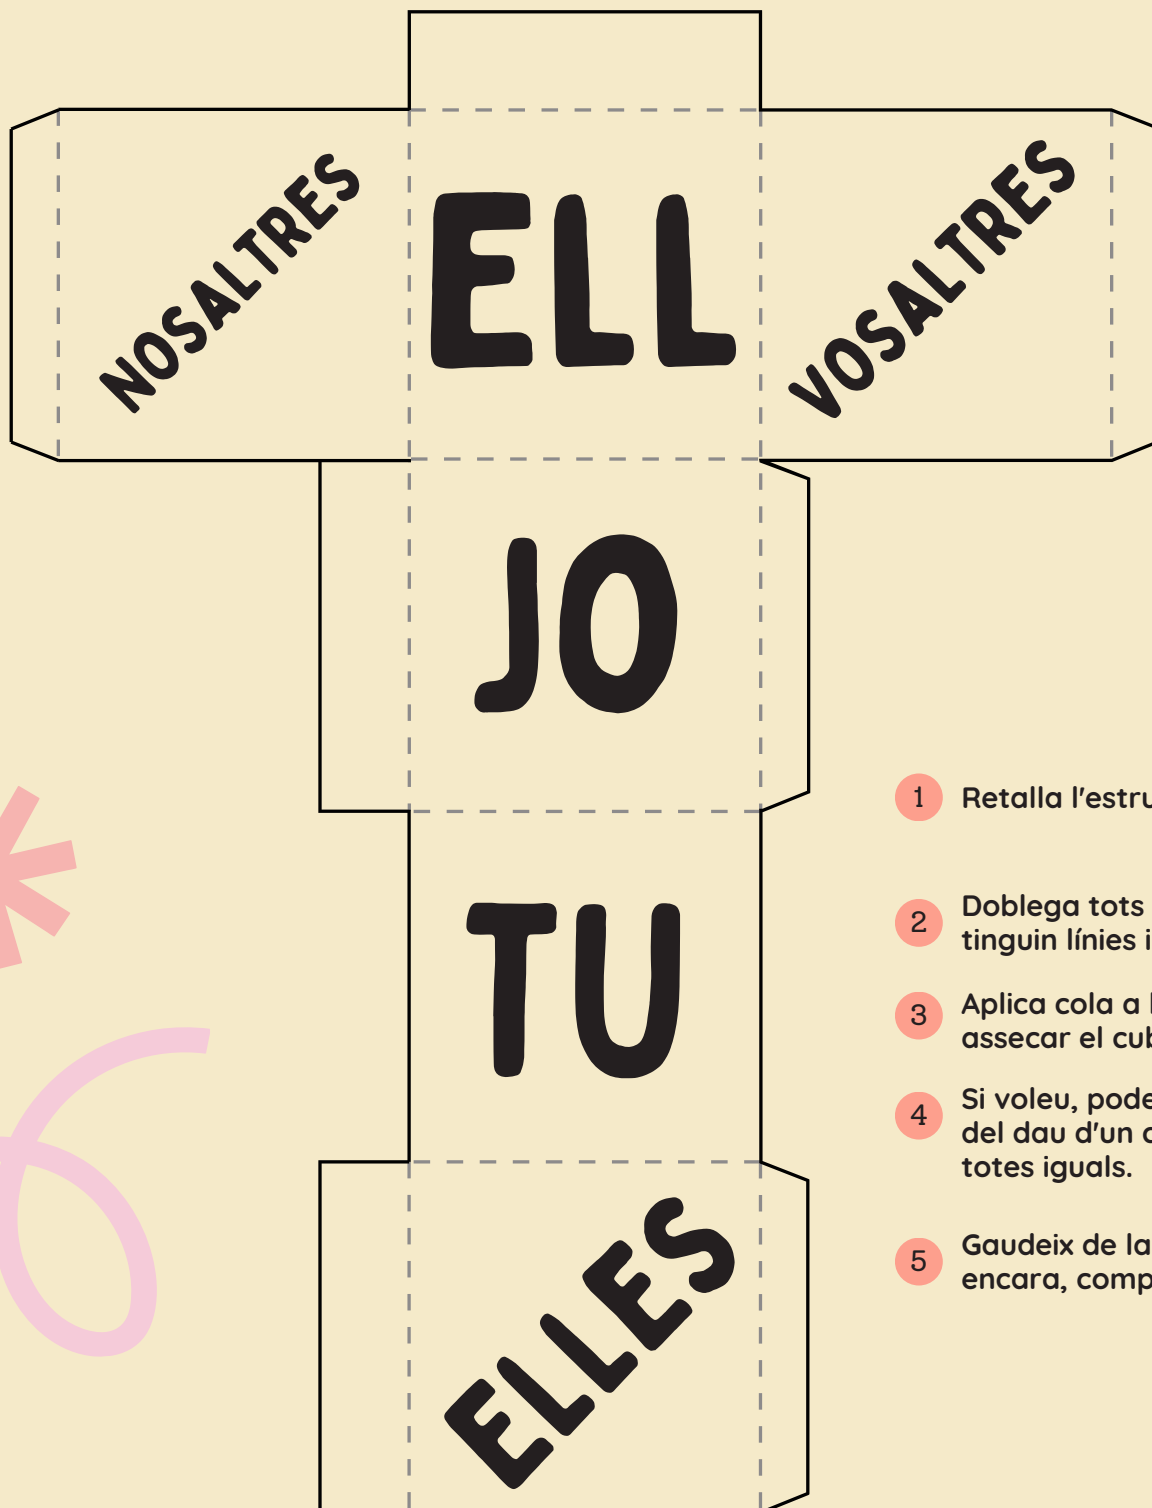 NOSALTRES
ELL
VOSALTRES
JO
TU
ELLES
1 Retalla l'estru
2 Doblega tots
tinguin línies i
3 Aplica cola a
assecar el cub
4 Si voleu, pode
del dau d'un
totes iguals.
5 Gaudeix de la
encara, comp